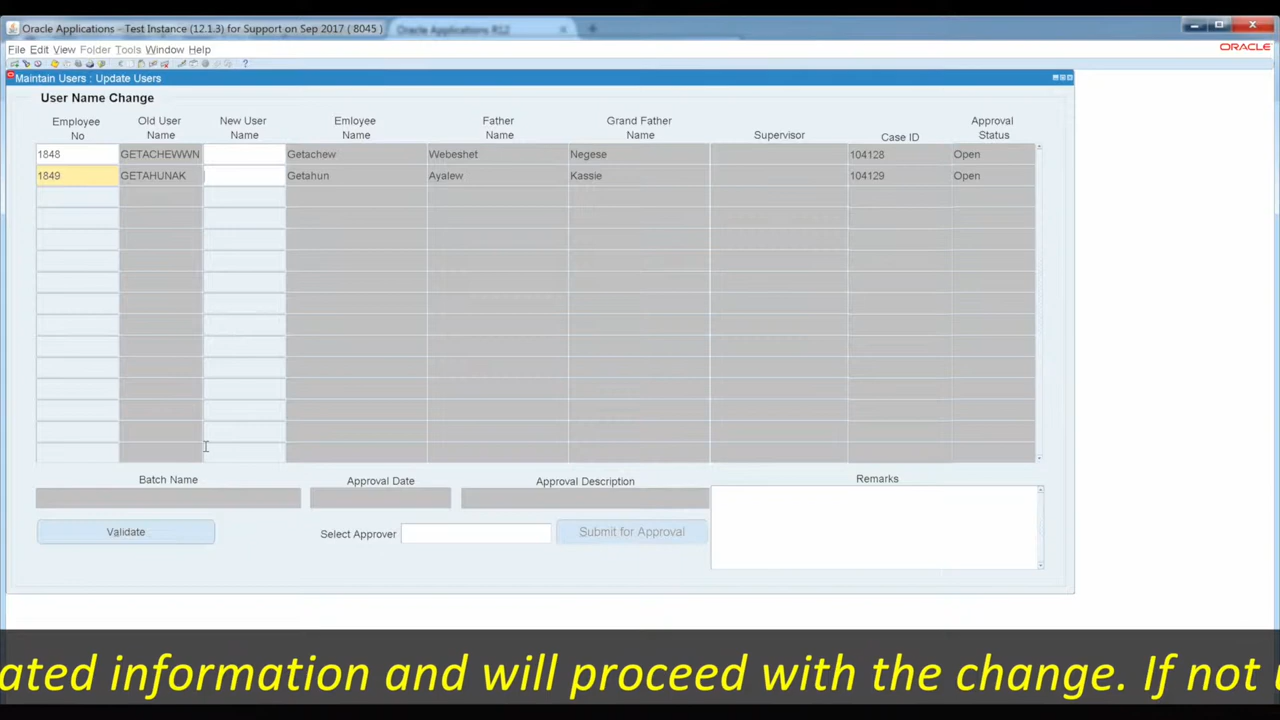 Oracle Applications - Test Instance (12.1.3) for Support on Sep 2017 ( 8045 )
Oracle Applications R12
File Edit View Folder Tools Window Help
ORACLE
Maintain Users : Update Users
User Name Change
Employee No
Old User Name
New User Name
Emloyee Name
Father Name
Grand Father Name
Supervisor
Case ID
Approval Status
1848 GETACHEWWN Getachew Webeshet Negese 104128 Open
1849 GETAHUNAK Getahun Ayalew Kassie 104129 Open
Batch Name
Approval Date
Approval Description
Remarks
Validate
Select Approver
Submit for Approval
ated information and will proceed with the change. If not